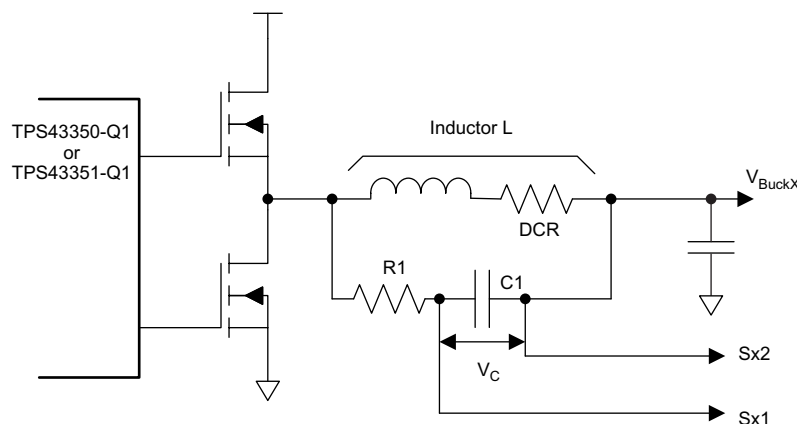 TPS43350-Q1
or
TPS43351-Q1
Inductor L
V_BuckX
DCR
R1
C1
V_C
Sx2
Sx1